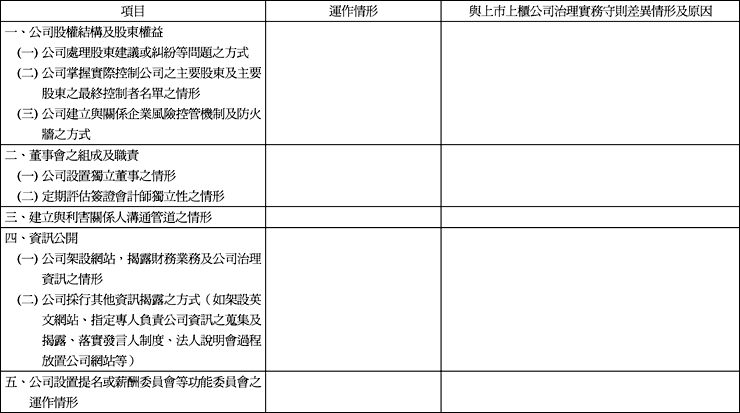 項目
運作情形
與上市上櫃公司治理實務守則差異情形及原因
一、公司股權結構及股東權益
(一) 公司處理股東建議或糾紛等問題之方式
(二) 公司掌握實際控制公司之主要股東及主要
股東之最終控制者名單之情形
(三) 公司建立與關係企業風險控管機制及防火
牆之方式
二、董事會之組成及職責
(一) 公司設置獨立董事之情形
(二) 定期評估簽證會計師獨立性之情形
三、建立與利害關係人溝通管道之情形
四、資訊公開
(一) 公司架設網站，揭露財務業務及公司治理
資訊之情形
(二) 公司採行其他資訊揭露之方式（如架設英
文網站、指定專人負責公司資訊之蒐集及
揭露、落實發言人制度、法人說明會過程
放置公司網站等）
五、公司設置提名或薪酬委員會等功能委員會之
運作情形